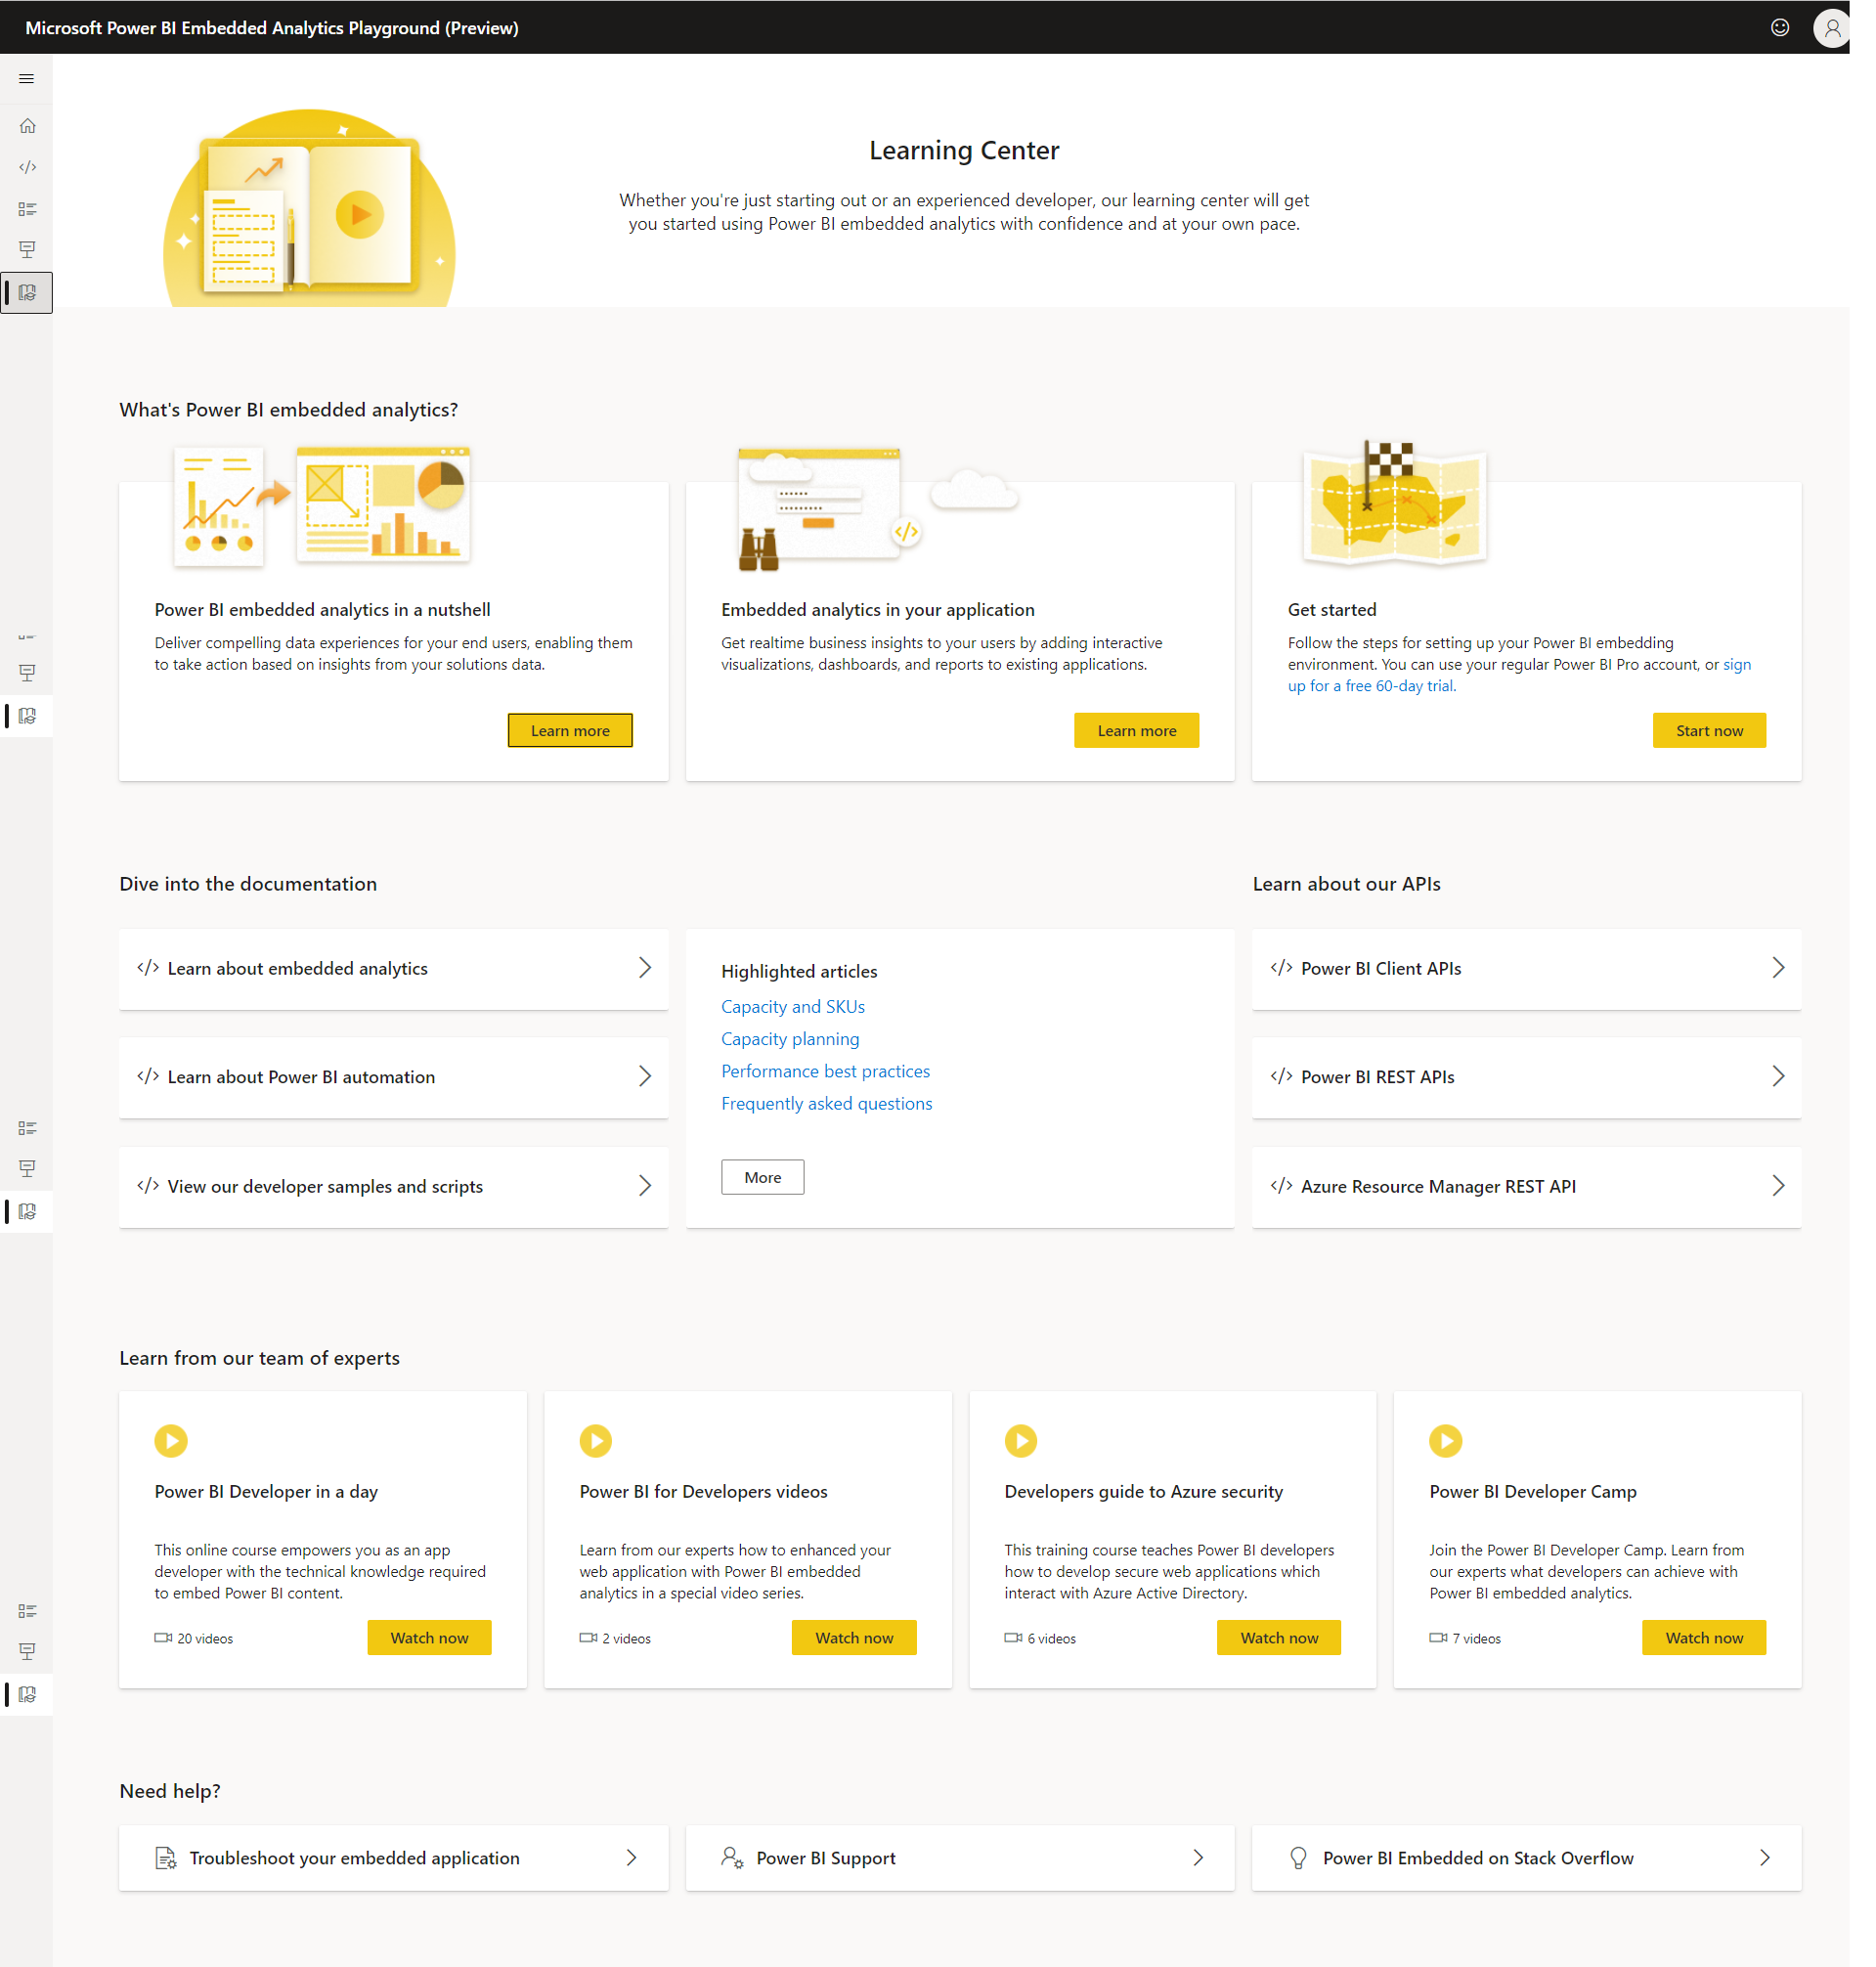 Microsoft Power BI Embedded Analytics Playground (Preview)
Learning Center
Whether you're just starting out or an experienced developer, our learning center will get
you started using Power BI embedded analytics with confidence and at your own pace.
What's Power BI embedded analytics?
Power BI embedded analytics in a nutshell
Deliver compelling data experiences for your end users, enabling them
to take action based on insights from your solutions data.
Learn more
Embedded analytics in your application
Get realtime business insights to your users by adding interactive
visualizations, dashboards, and reports to existing applications.
Learn more
Get started
Follow the steps for setting up your Power BI embedding
environment. You can use your regular Power BI Pro account, or sign
up for a free 60-day trial.
Start now
Dive into the documentation
</> Learn about embedded analytics
</> Learn about Power BI automation
</> View our developer samples and scripts
Highlighted articles
Capacity and SKUs
Capacity planning
Performance best practices
Frequently asked questions
More
Learn about our APIs
</> Power BI Client APIs
</> Power BI REST APIs
</> Azure Resource Manager REST API
Learn from our team of experts
Power BI Developer in a day
This online course empowers you as an app
developer with the technical knowledge required
to embed Power BI content.
20 videos
Watch now
Power BI for Developers videos
Learn from our experts how to enhanced your
web application with Power BI embedded
analytics in a special video series.
2 videos
Watch now
Developers guide to Azure security
This training course teaches Power BI developers
how to develop secure web applications which
interact with Azure Active Directory.
6 videos
Watch now
Power BI Developer Camp
Join the Power BI Developer Camp. Learn from
our experts what developers can achieve with
Power BI embedded analytics.
7 videos
Watch now
Need help?
Troubleshoot your embedded application
Power BI Support
Power BI Embedded on Stack Overflow